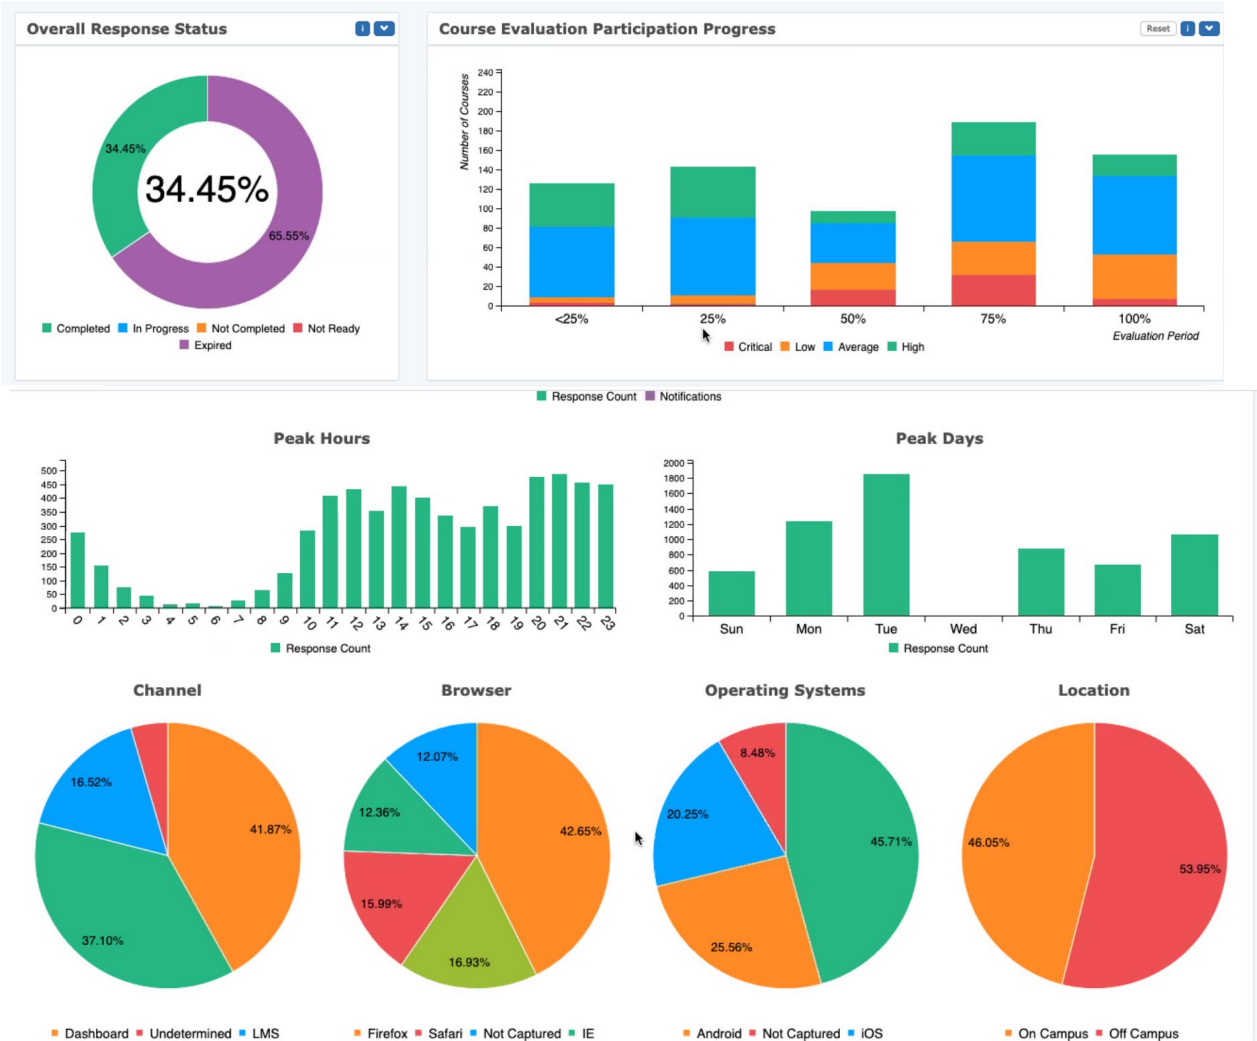 Overall Response Status
34.45%
34.45%
65.55%
Completed In Progress Not Completed Not Ready
Expired
Course Evaluation Participation Progress
Reset
Number of Courses
240
220
200
180
160
140
120
100
80
60
40
20
0
<25% 25% 50% 75% 100%
Evaluation Period
Critical Low Average High
Response Count Notifications
Peak Hours
500
450
400
350
300
250
200
150
100
50
0
0 1 2 3 4 5 6 7 8 9 10 11 12 13 14 15 16 17 18 19 20 21 22 23
Response Count
Peak Days
2000
1800
1600
1400
1200
1000
800
600
400
200
0
Sun Mon Tue Wed Thu Fri Sat
Response Count
Channel
16.52%
41.87%
37.10%
Dashboard Undetermined LMS
Browser
12.07%
12.36%
42.65%
15.99%
16.93%
Firefox Safari Not Captured IE
Operating Systems
8.48%
20.25%
45.71%
25.56%
Android Not Captured iOS
Location
46.05%
53.95%
On Campus Off Campus